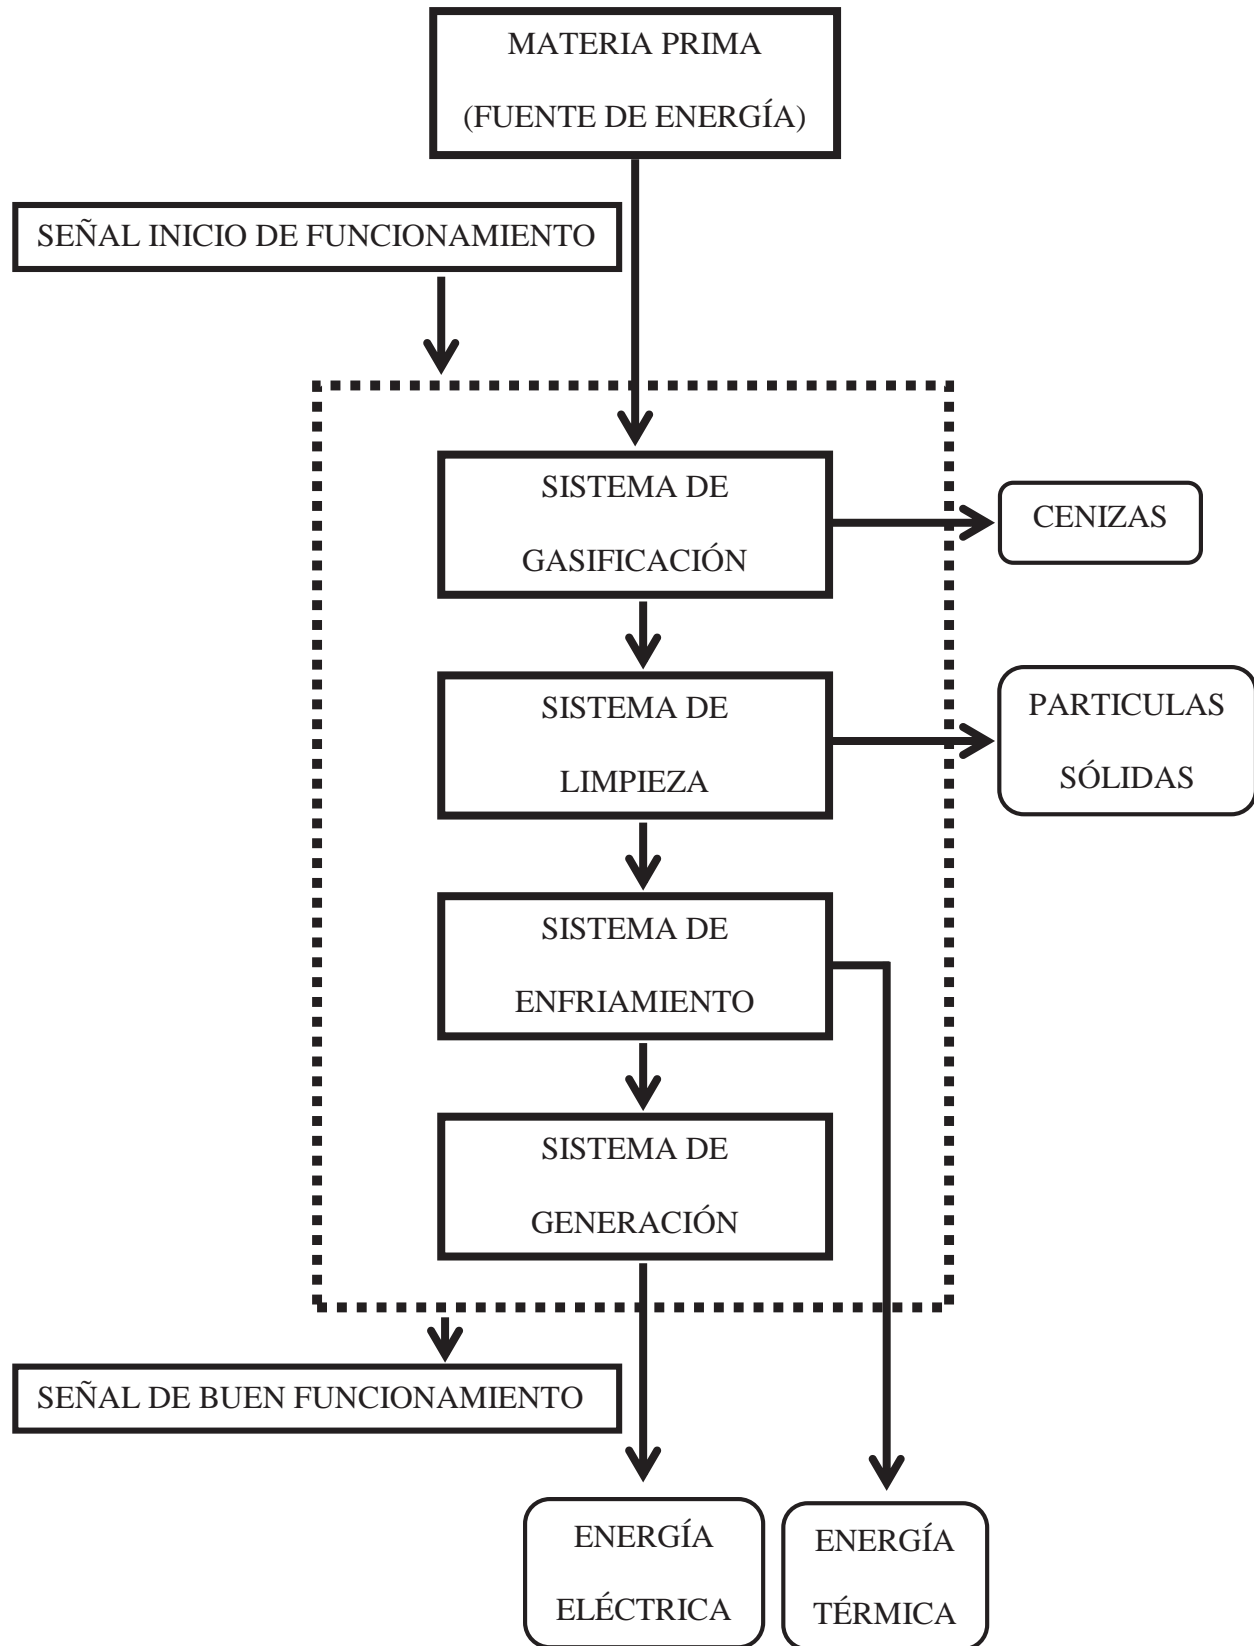 MATERIA PRIMA
(FUENTE DE ENERGÍA)
SEÑAL INICIO DE FUNCIONAMIENTO
SISTEMA DE
GASIFICACIÓN
CENIZAS
SISTEMA DE
LIMPIEZA
PARTICULAS
SÓLIDAS
SISTEMA DE
ENFRIAMIENTO
SISTEMA DE
GENERACIÓN
SEÑAL DE BUEN FUNCIONAMIENTO
ENERGÍA
ELÉCTRICA
ENERGÍA
TÉRMICA